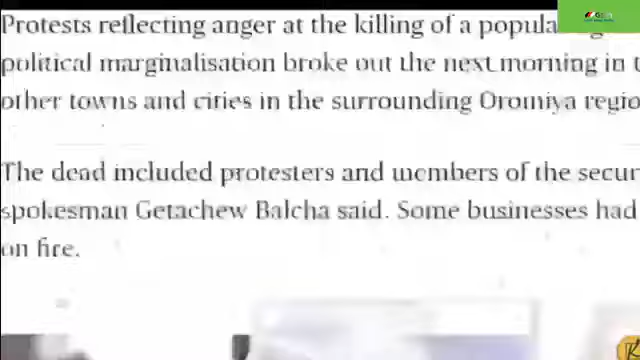 Protests reflecting anger at the killing of a popula
political marginalisation broke out the next morning in t
other towns and cities in the surrounding Oromiya regio
The dead included protesters and members of the secur
spokesman Getachew Balcha said. Some businesses had
on fire.